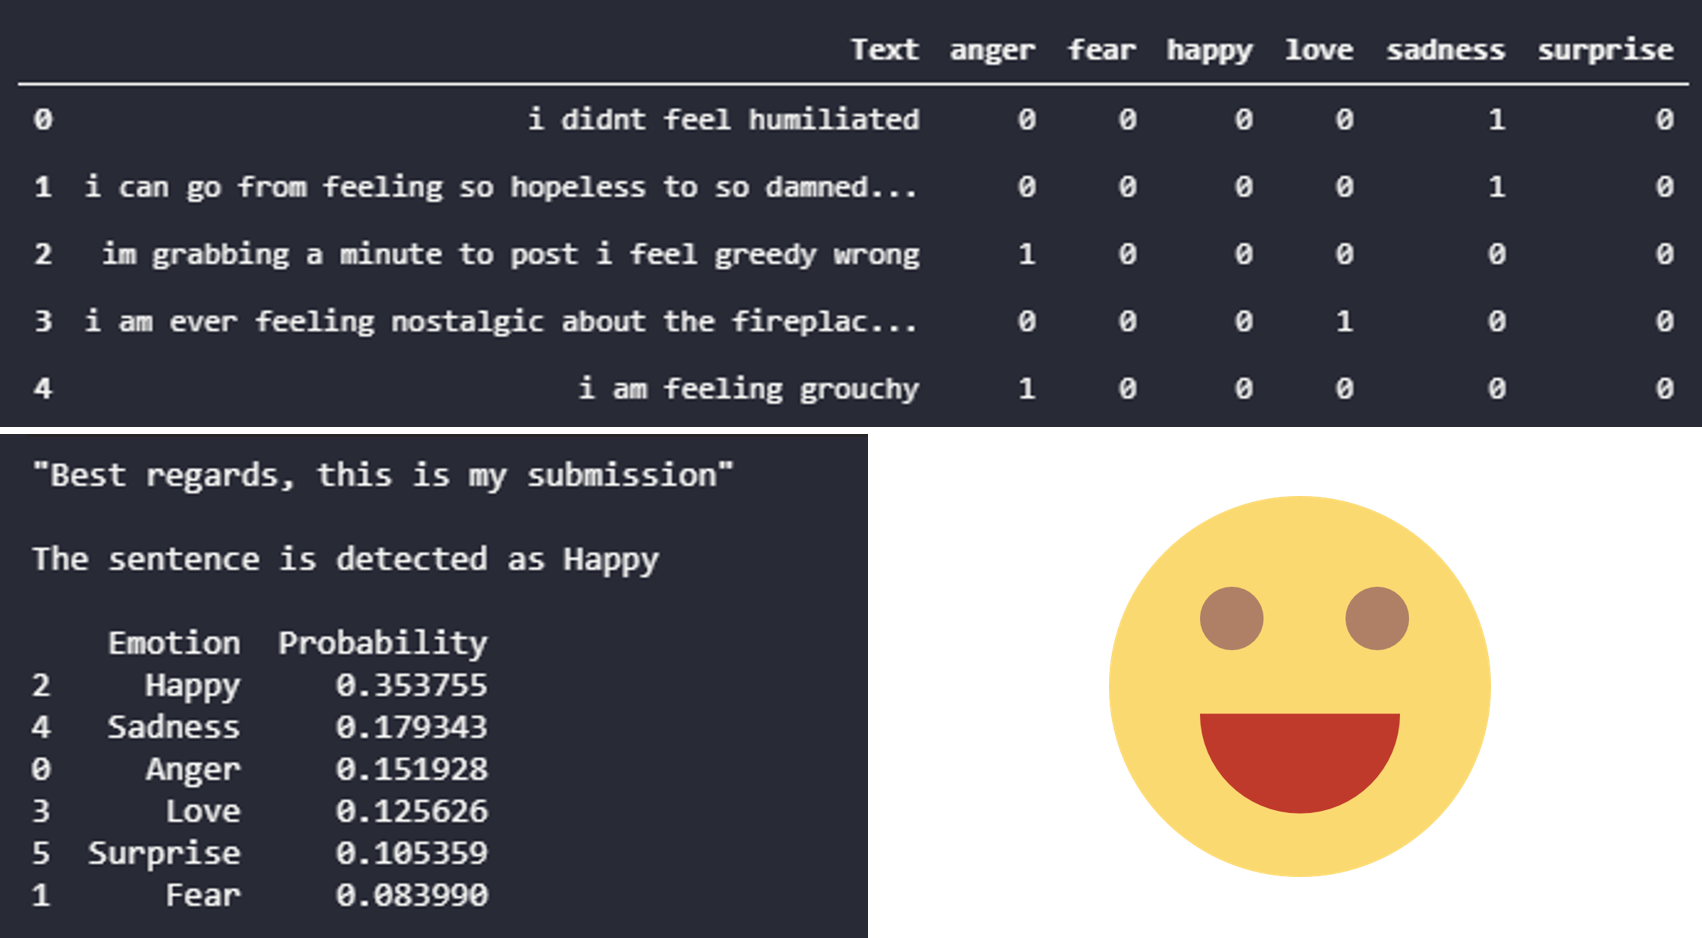 Text anger fear happy love sadness surprise
0 i didnt feel humiliated 0 0 0 0 1 0
1 i can go from feeling so hopeless to so damned... 0 0 0 0 1 0
2 im grabbing a minute to post i feel greedy wrong 1 0 0 0 0 0
3 i am ever feeling nostalgic about the fireplac... 0 0 0 1 0 0
4 i am feeling grouchy 1 0 0 0 0 0
"Best regards, this is my submission"
The sentence is detected as Happy
Emotion Probability
2 Happy 0.353755
4 Sadness 0.179343
0 Anger 0.151928
3 Love 0.125626
5 Surprise 0.105359
1 Fear 0.083990